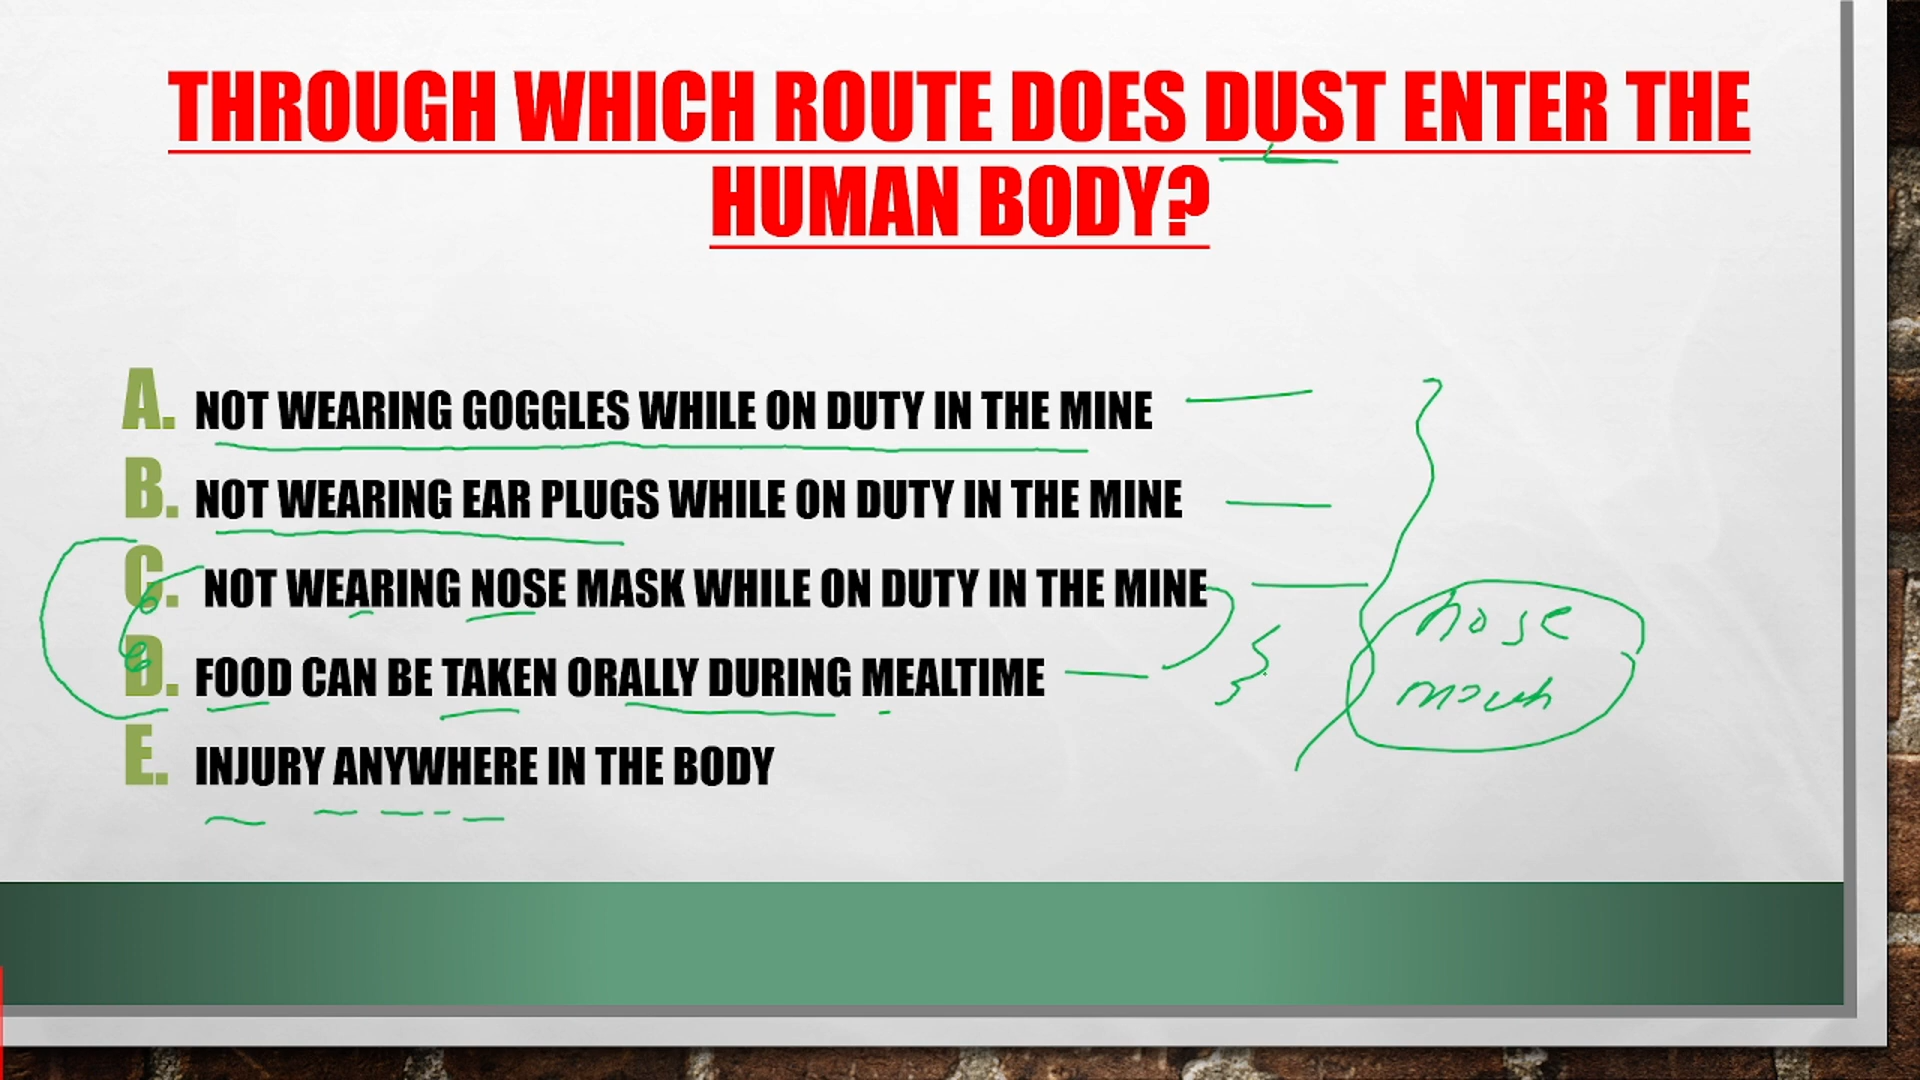 THROUGH WHICH ROUTE DOES DUST ENTER THE
HUMAN BODY?
A. NOT WEARING GOGGLES WHILE ON DUTY IN THE MINE
B. NOT WEARING EAR PLUGS WHILE ON DUTY IN THE MINE
C. NOT WEARING NOSE MASK WHILE ON DUTY IN THE MINE
nose
D. FOOD CAN BE TAKEN ORALLY DURING MEALTIME
mouth
E. INJURY ANYWHERE IN THE BODY